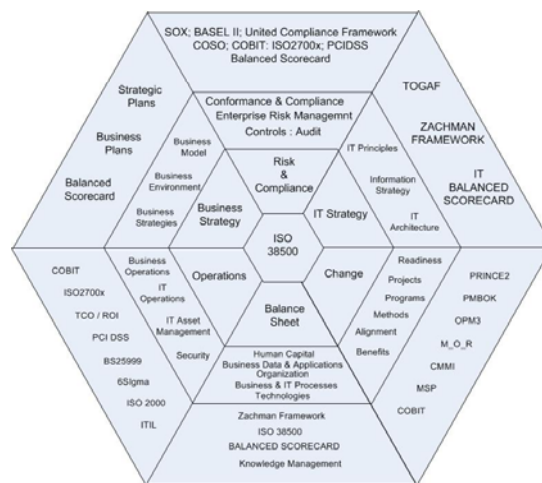 SOX; BASEL II; United Compliance Framework
COSO; COBIT: ISO2700x; PCIDSS
Balanced Scorecard
Conformance & Compliance
Enterprise Risk Managemnt
Controls : Audit
Risk
&
Compliance
Strategic
Plans
Business
Plans
Balanced
Scorecard
Business
Model
Business
Environment
Business
Strategies
Business
Strategy
TOGAF
ZACHMAN
FRAMEWORK
IT
BALANCED
SCORECARD
IT Principles
Information
Strategy
IT
Architecture
IT Strategy
ISO
38500
COBIT
ISO2700x
TCO / ROI
PCI DSS
BS25999
6SIgma
ISO 2000
ITIL
Business
Operations
IT
Operations
IT Asset
Management
Security
Operations
Change
Readiness
Projects
Programs
Methods
Alignment
Benefits
PRINCE2
PMBOK
OPM3
M_O_R
CMMI
MSP
COBIT
Balance
Sheet
Human Capital
Business Data & Applications
Organization
Business & IT Processes
Technologies
Zachman Framework
ISO 38500
BALANCED SCORECARD
Knowledge Management